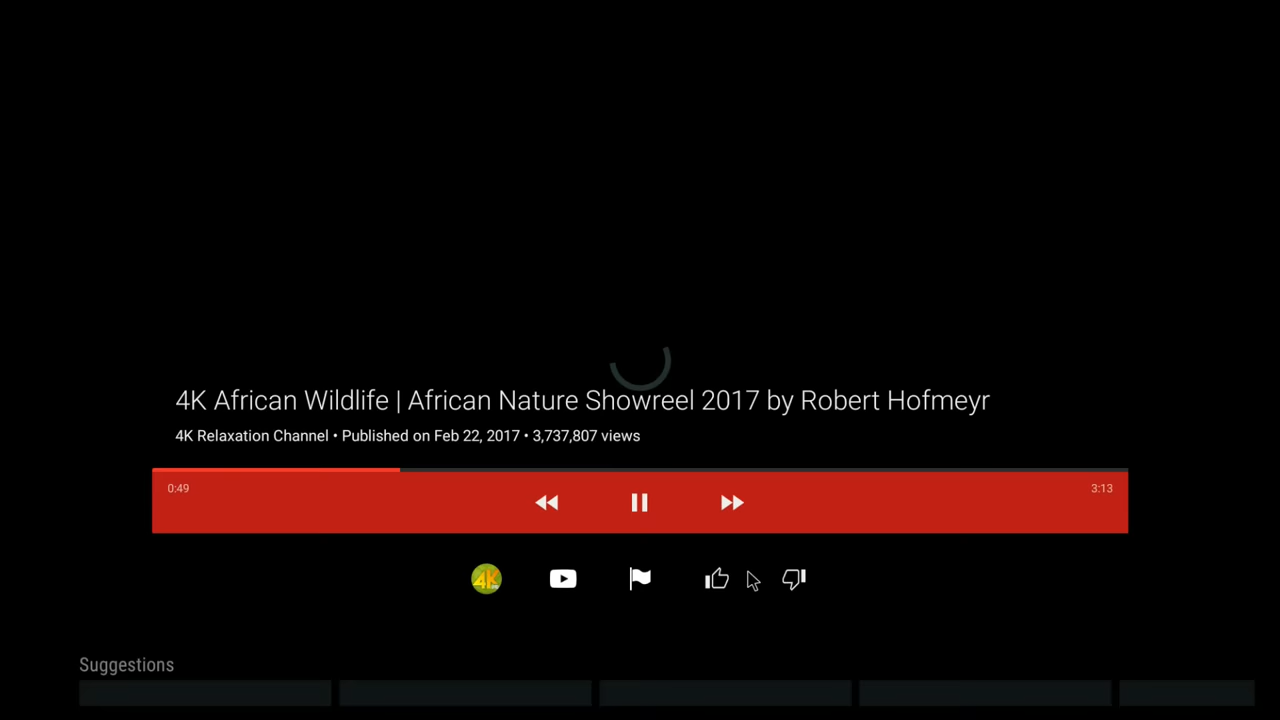 4K African Wildlife | African Nature Showreel 2017 by Robert Hofmeyr
4K Relaxation Channel • Published on Feb 22, 2017 • 3,737,807 views
0:49
3:13
4K
Suggestions